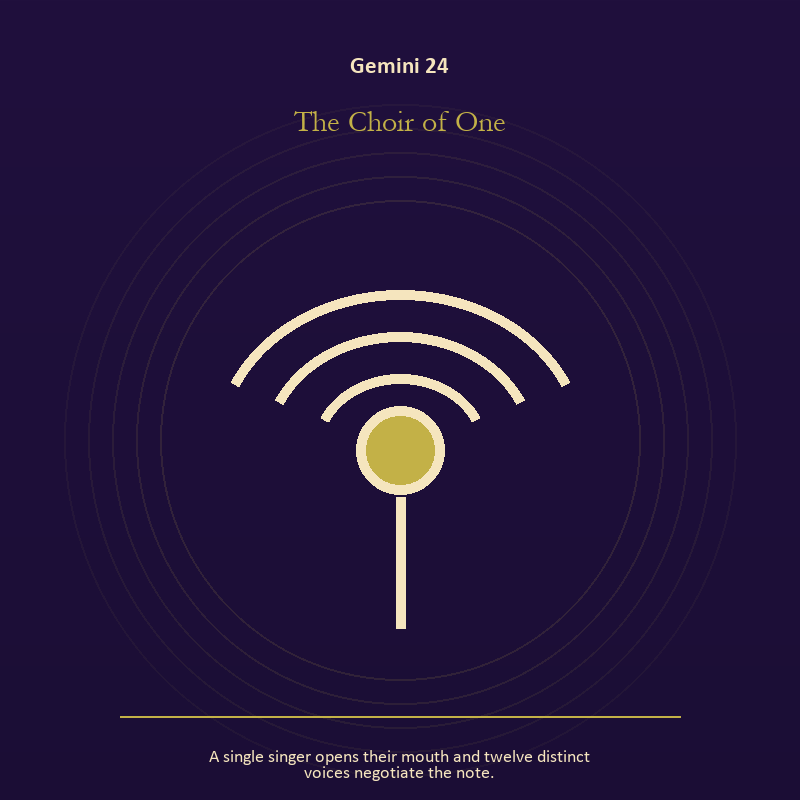 Gemini 24
The Choir of One
A single singer opens their mouth and twelve distinct
voices negotiate the note.